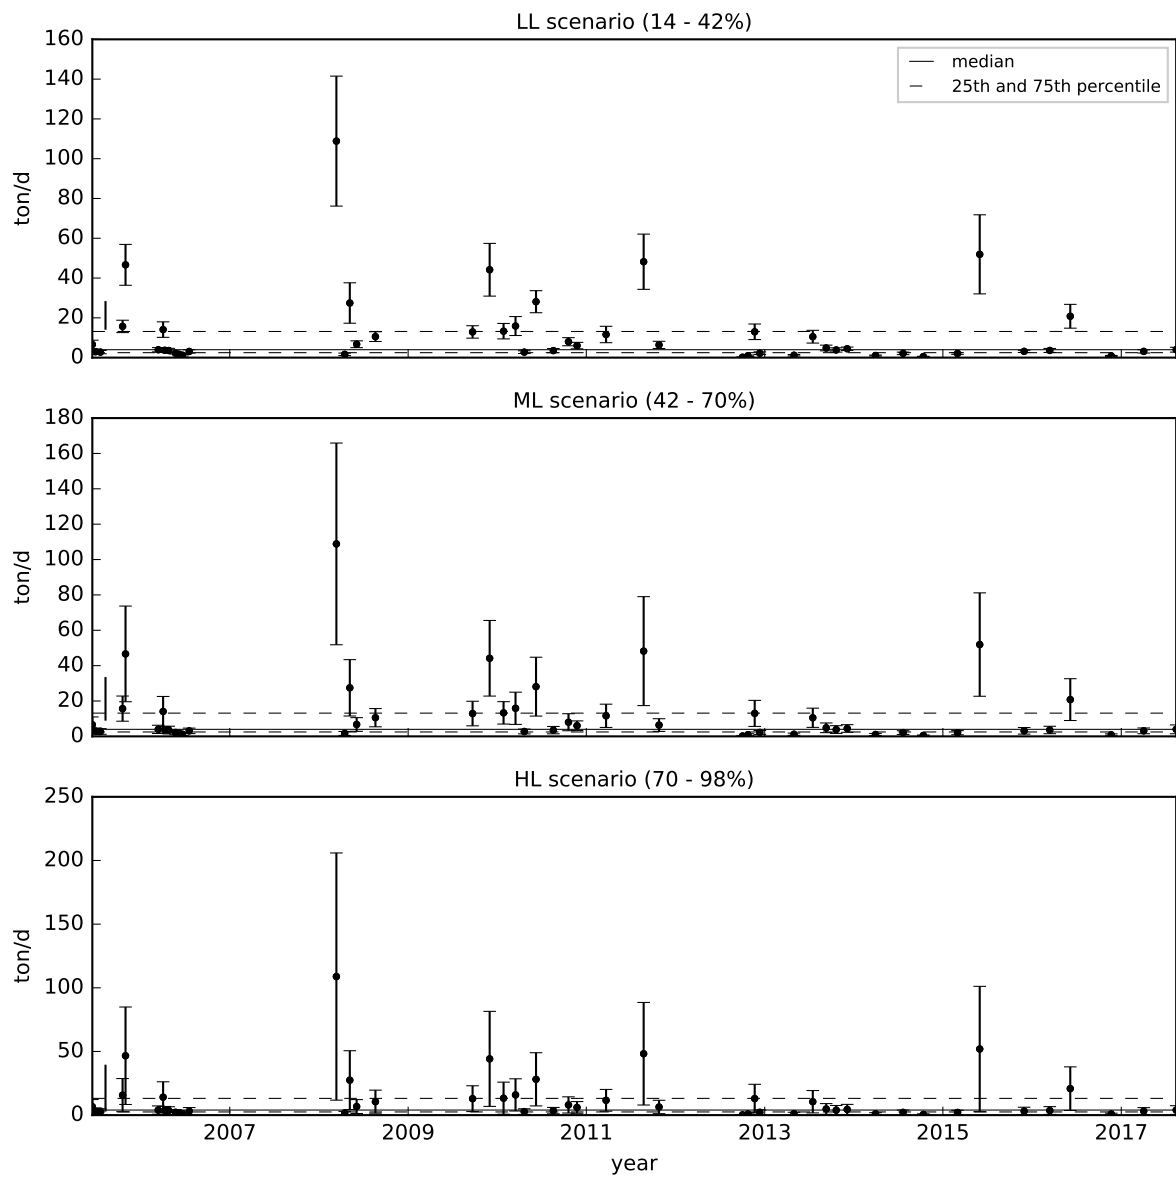 LL scenario (14 - 42%)
160
140
120
100
80
60
40
20
0
ton/d
median
25th and 75th percentile
ML scenario (42 - 70%)
180
160
140
120
100
80
60
40
20
0
ton/d
HL scenario (70 - 98%)
250
200
150
100
50
0
ton/d
2007 2009 2011 2013 2015 2017
year